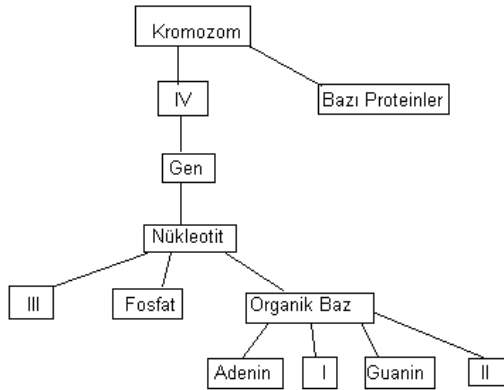 Kromozom
IV
Bazı Proteinler
Gen
Nükleotit
III
Fosfat
Organik Baz
Adenin
I
Guanin
II